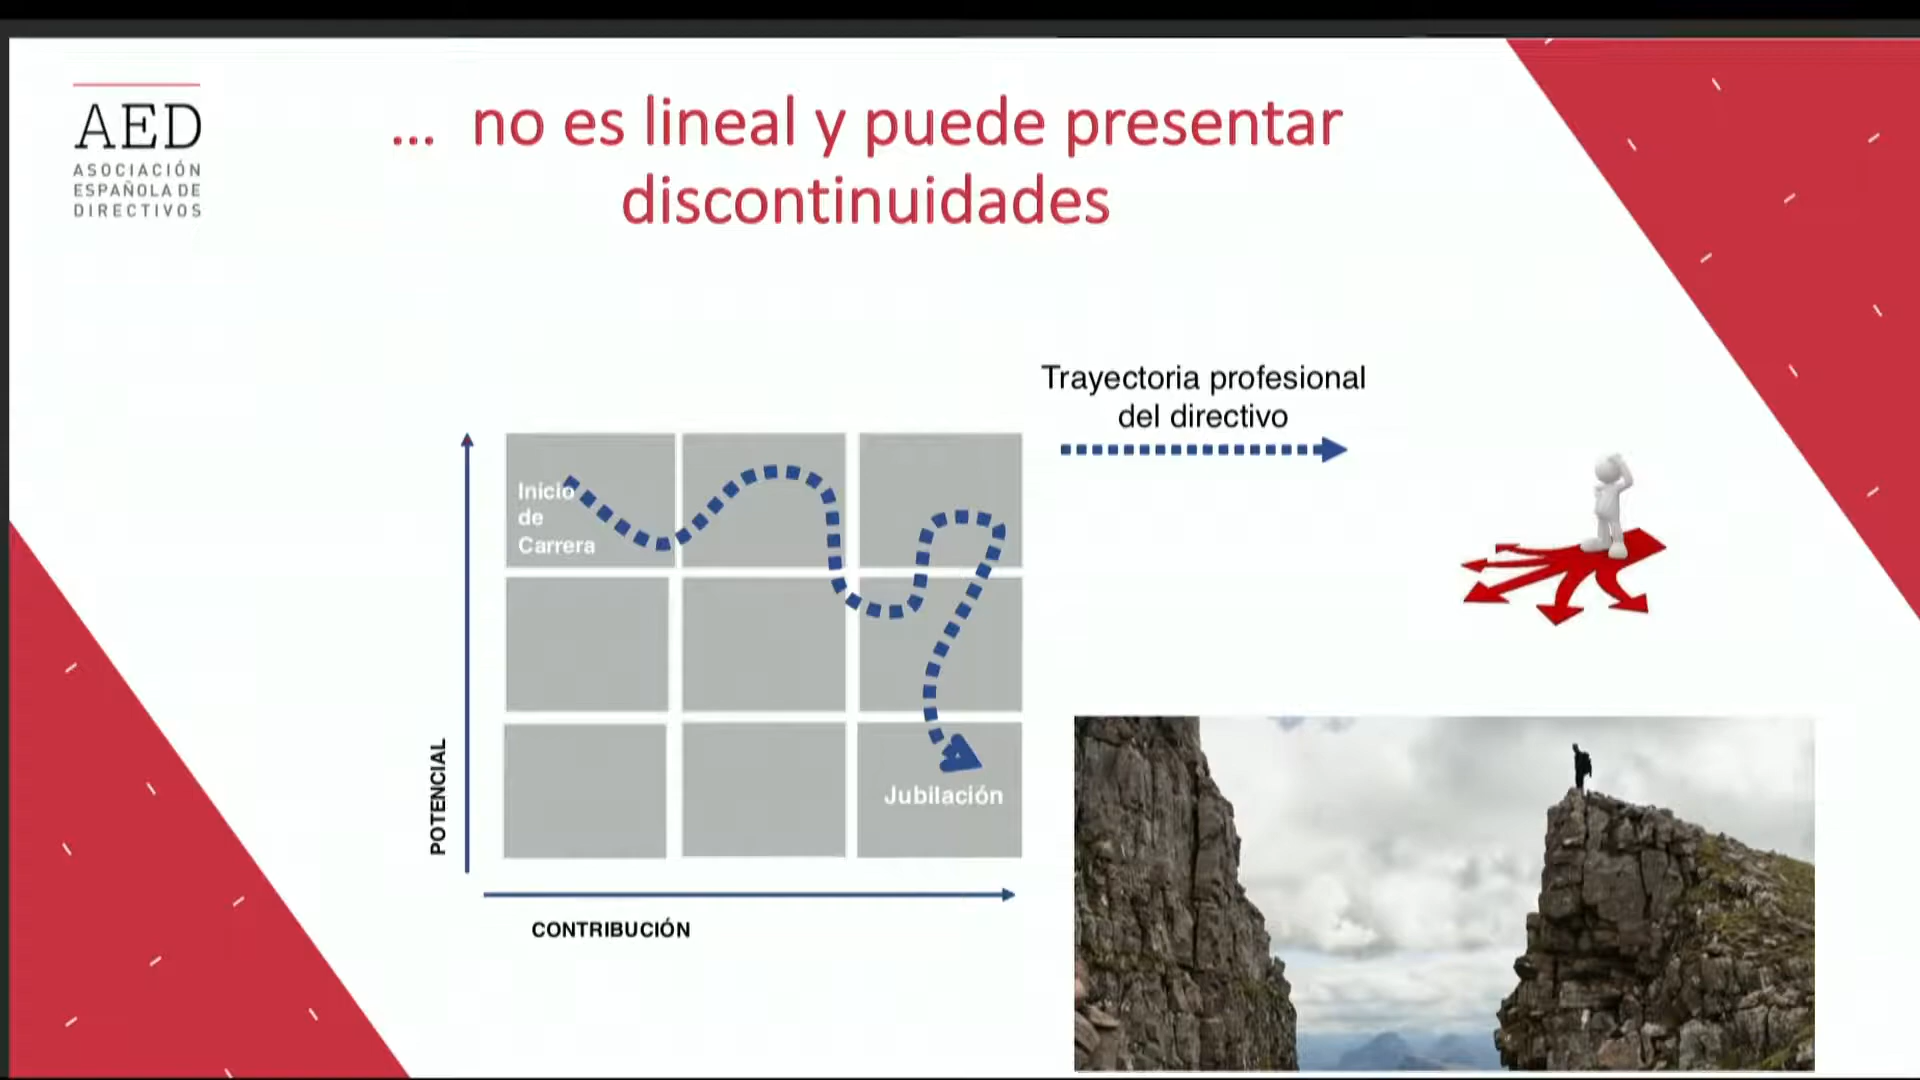 AED
ASOCIACIÓN
ESPAÑOLA DE
DIRECTIVOS
... no es lineal y puede presentar
discontinuidades
Trayectoria profesional
del directivo
Inicio
de
Carrera
Jubilación
POTENCIAL
CONTRIBUCIÓN